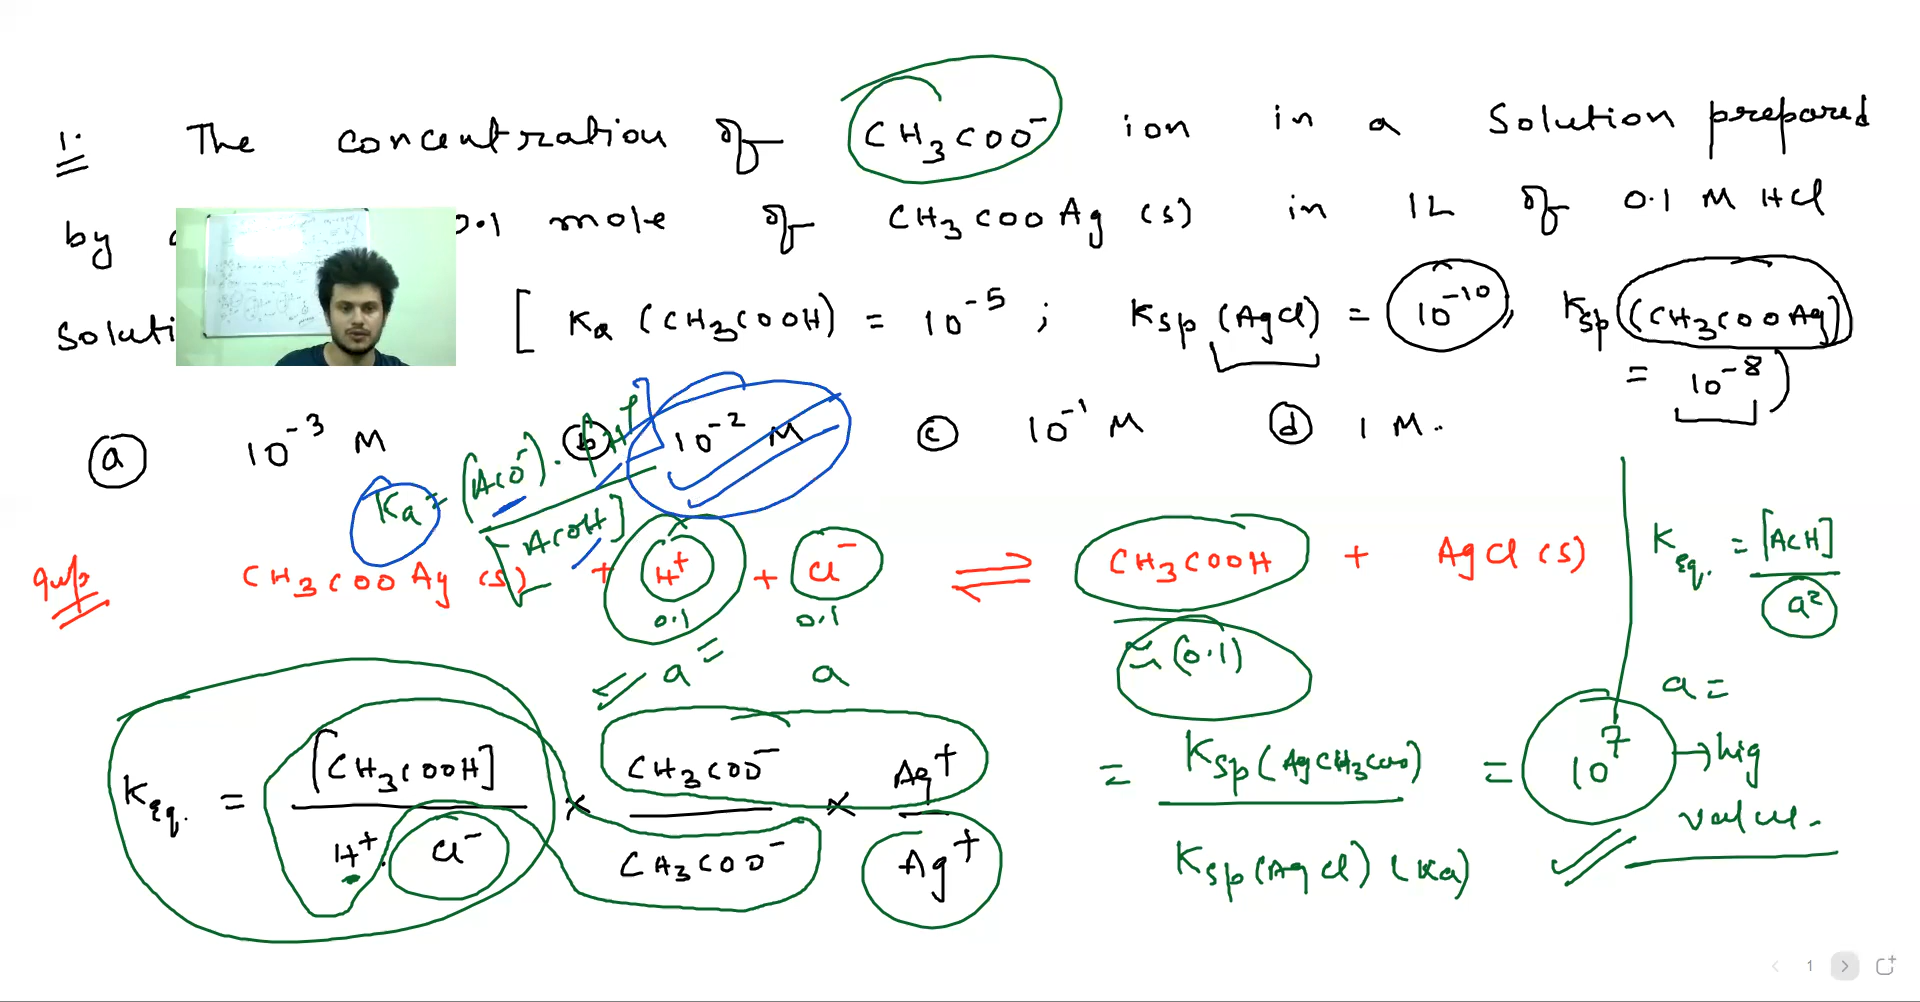 1. The concentration of CH3COO⁻ ion in a solution prepared
by 0.1 mole of CH3COOAg (s) in 1L of 0.1 M HCl
soluti [ Ka (CH3COOH) = 10⁻⁵ ; Ksp (AgCl) = 10⁻¹⁰, Ksp (CH3COOAg)
= 10⁻⁸ )
(a) 10⁻³ M (b) 10⁻² M (c) 10⁻¹ M (d) 1 M.
Ka = [ACO⁻].[H⁺]
[ACOH]
CH3COOAg (s) + H⁺ + Cl⁻ ⇌ CH3COOH + AgCl (s)
0.1 0.1 ≈ (0.1)
a = a
Keq. = [ACH]
a²
a =
Keq. = [CH3COOH] × CH3COO⁻ × Ag⁺ = Ksp (AgCH3COO) = 10⁷ → hig
H⁺. Cl⁻ CH3COO⁻ Ag⁺ Ksp (AgCl) (Ka) value.
1